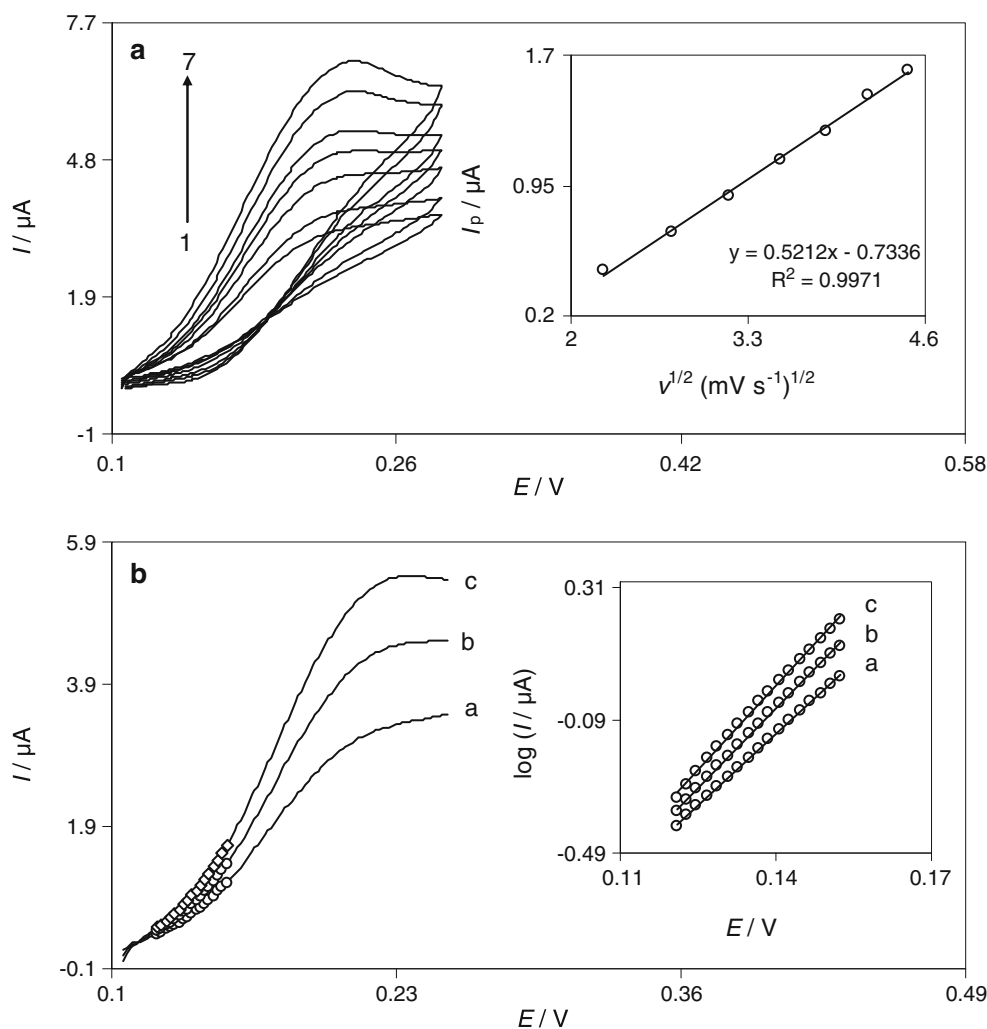 a
7
1
7.7
4.8
1.9
-1
I / µA
0.1
0.26
0.42
0.58
E / V
1.7
0.95
0.2
Ip / µA
y = 0.5212x - 0.7336
R² = 0.9971
2
3.3
4.6
v1/2 (mV s-1)1/2
b
5.9
3.9
1.9
-0.1
I / µA
c
b
a
0.1
0.23
0.36
0.49
E / V
0.31
-0.09
-0.49
log (I / µA)
c
b
a
0.11
0.14
0.17
E / V